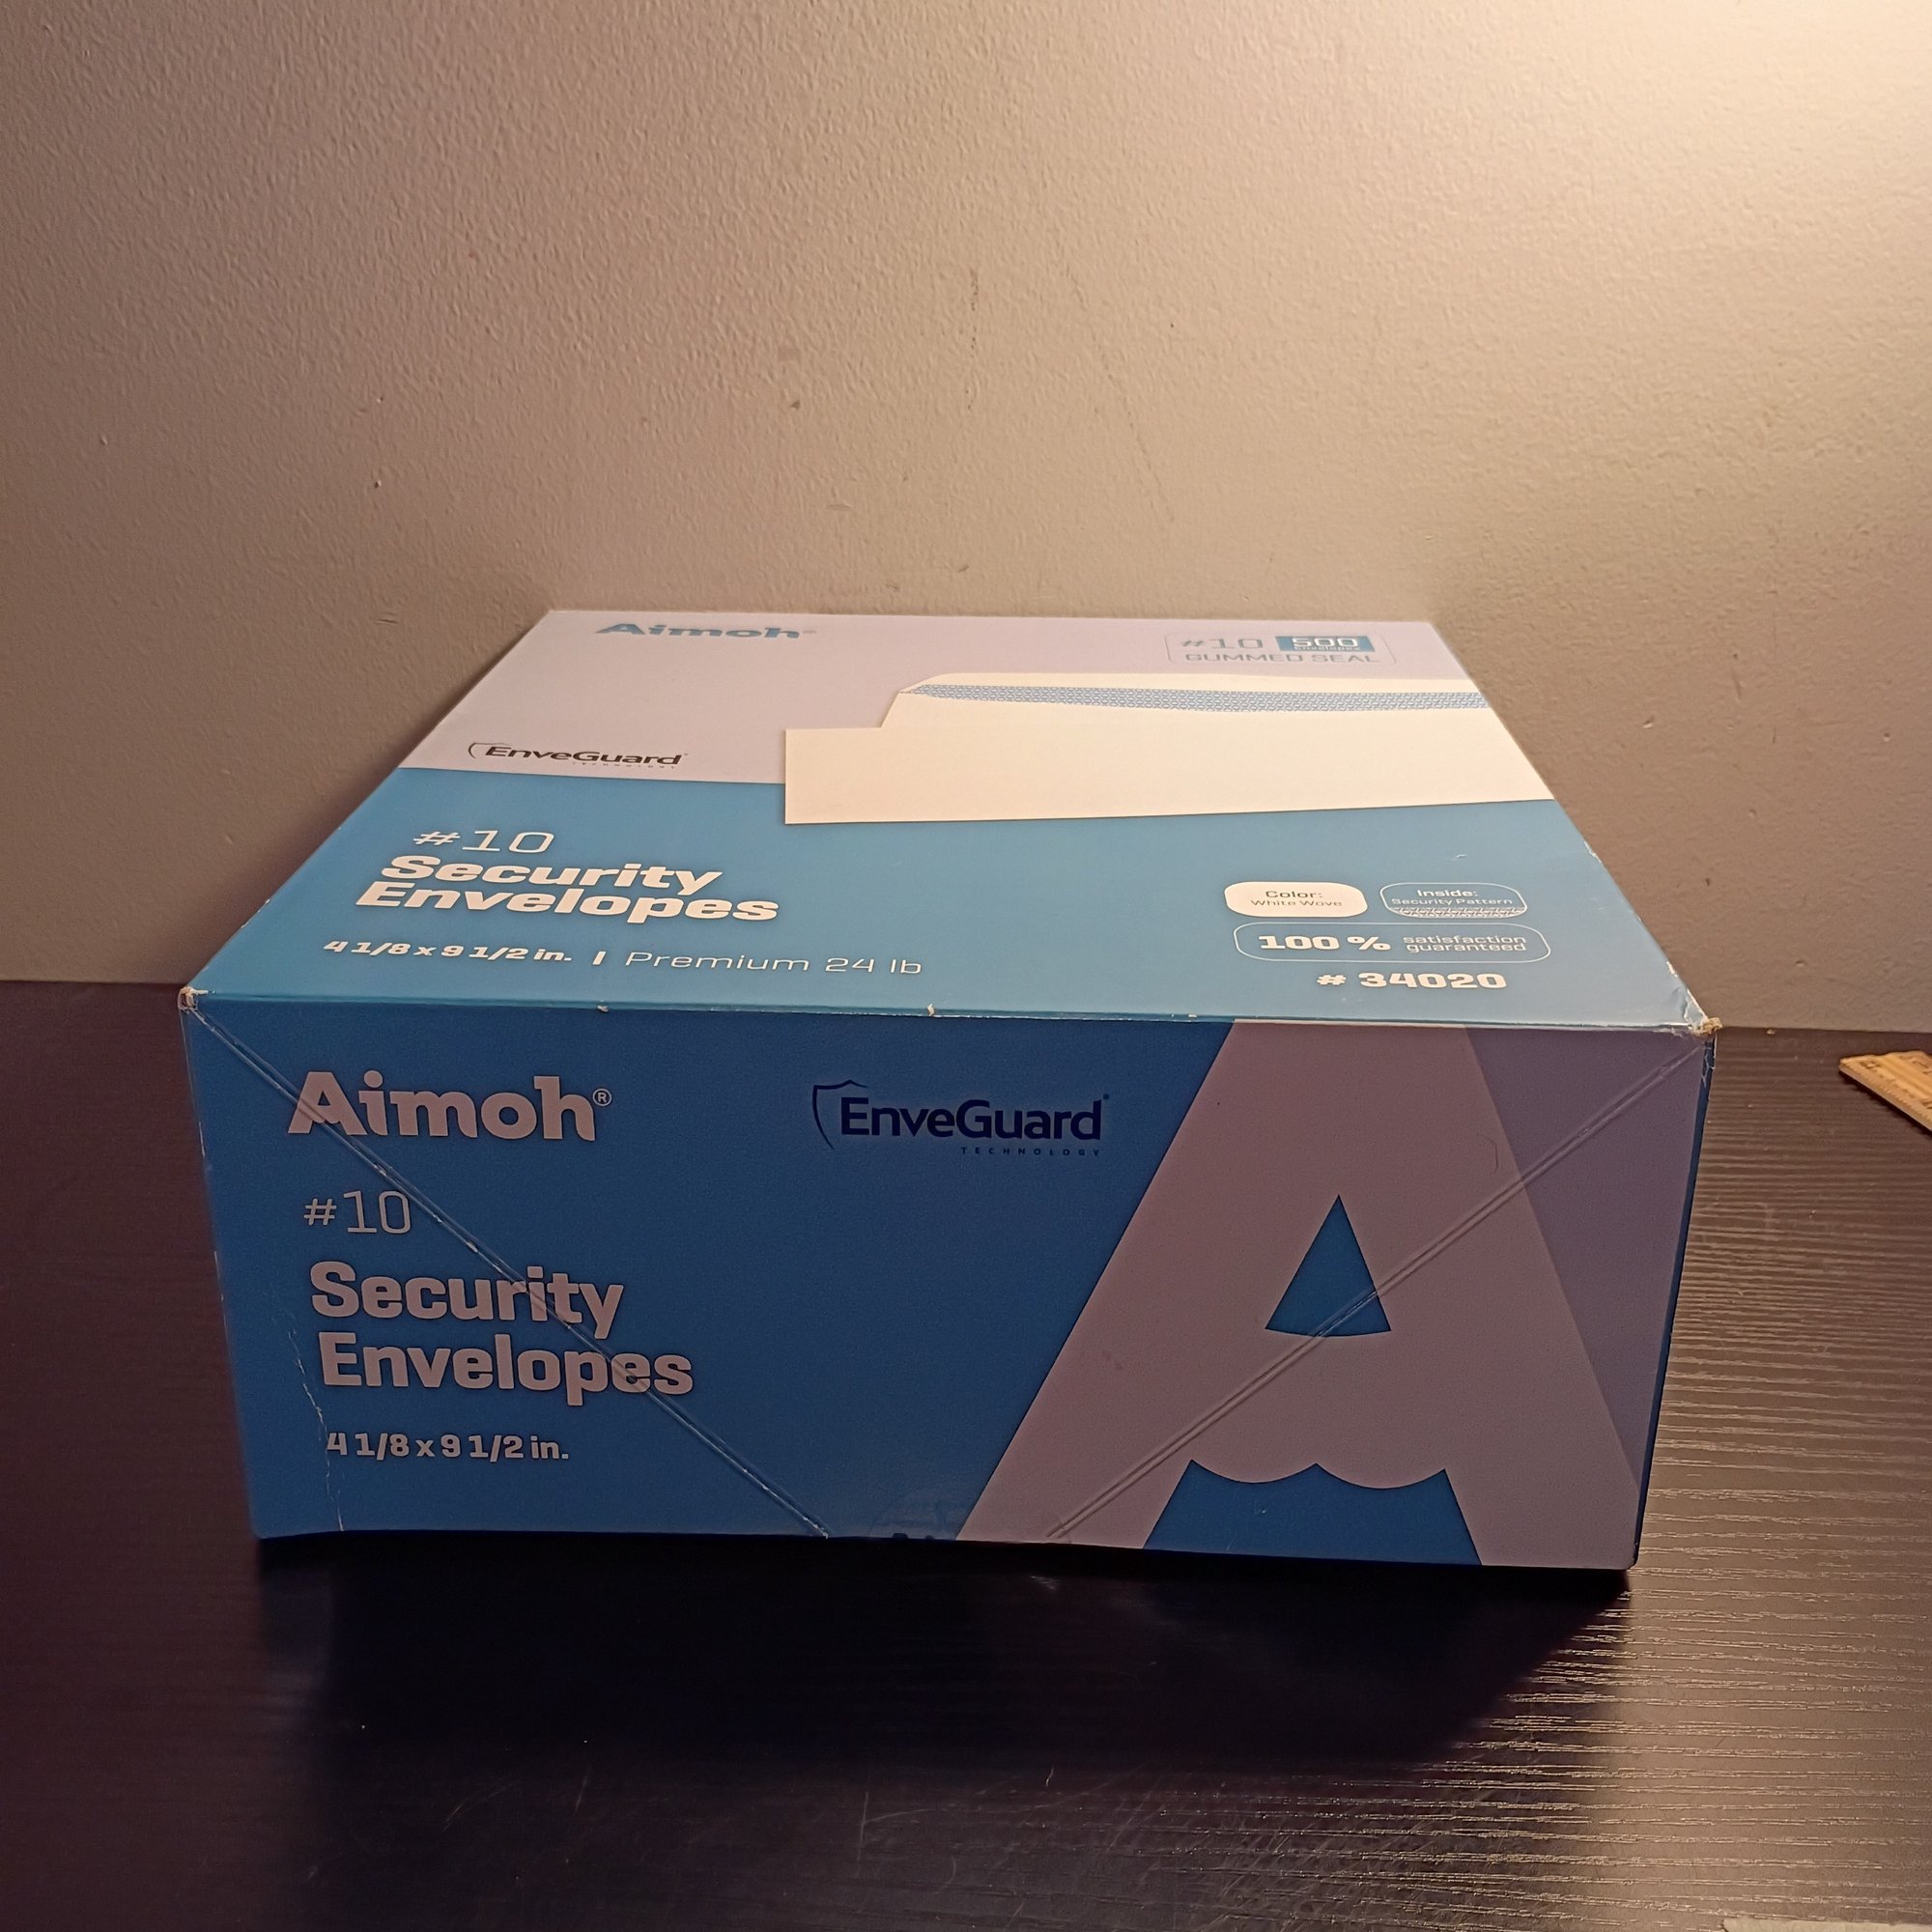 Aimoh®
#10 500
Envelopes
GUMMED SEAL
EnveGuard
TECHNOLOGY
#10
Security
Envelopes
4 1/8 x 9 1/2 in. | Premium 24 lb
Color:
White Wove
Inside:
Security Pattern
100 % satisfaction
guaranteed
# 34020
Aimoh®
EnveGuard
TECHNOLOGY
#10
Security
Envelopes
4 1/8 x 9 1/2 in.